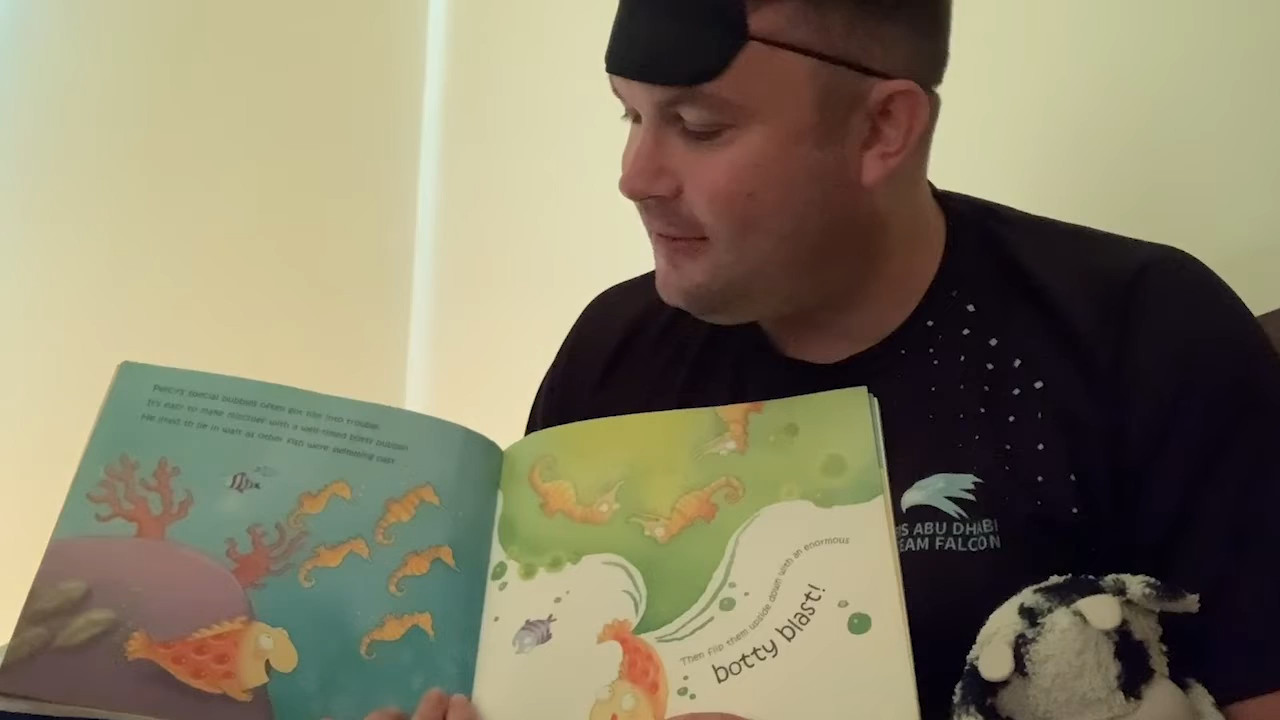 Percy's special bubbles often got him into trouble.
It's easy to make mischief with a well-timed botty bubble!
He liked to lie in wait as other fish were swimming past
Then flip them upside down with an enormous
botty blast!
IS ABU DHABI
EAM FALCON